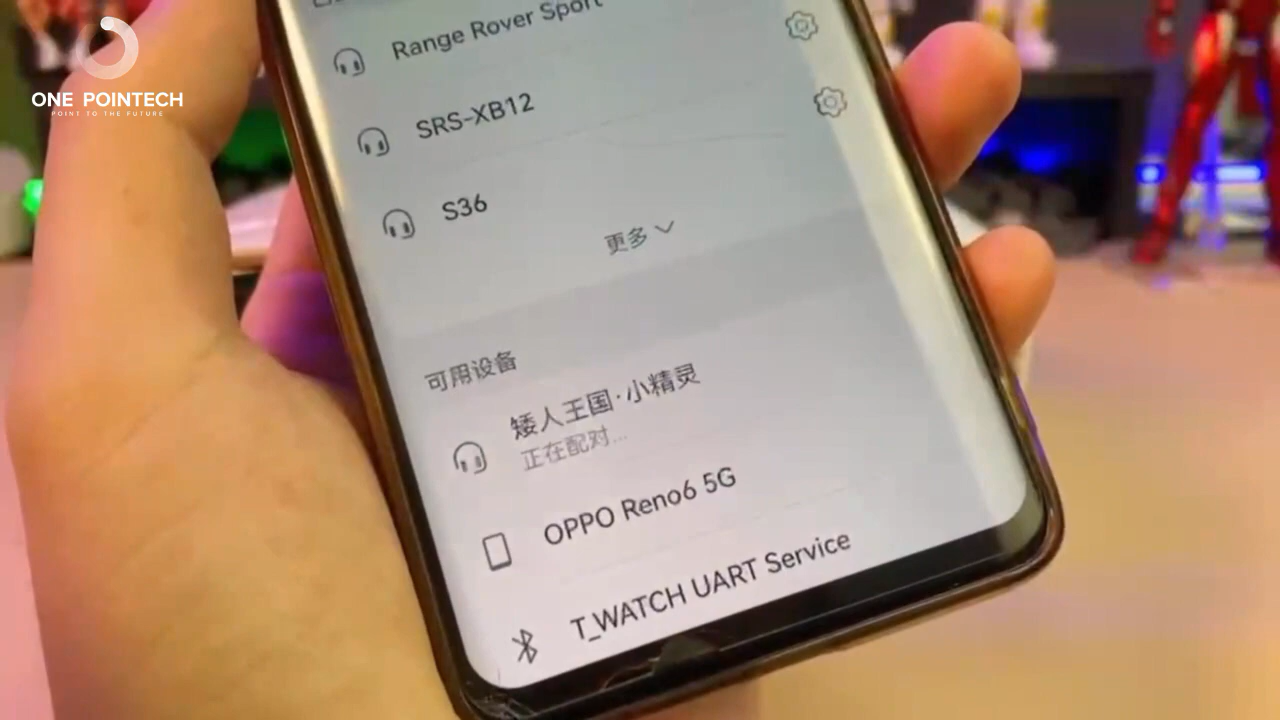 ONE POINTECH
POINT TO THE FUTURE
Range Rover Sport
SRS-XB12
S36
更多
可用设备
矮人王国·小精灵
正在配对...
OPPO Reno6 5G
T_WATCH UART Service